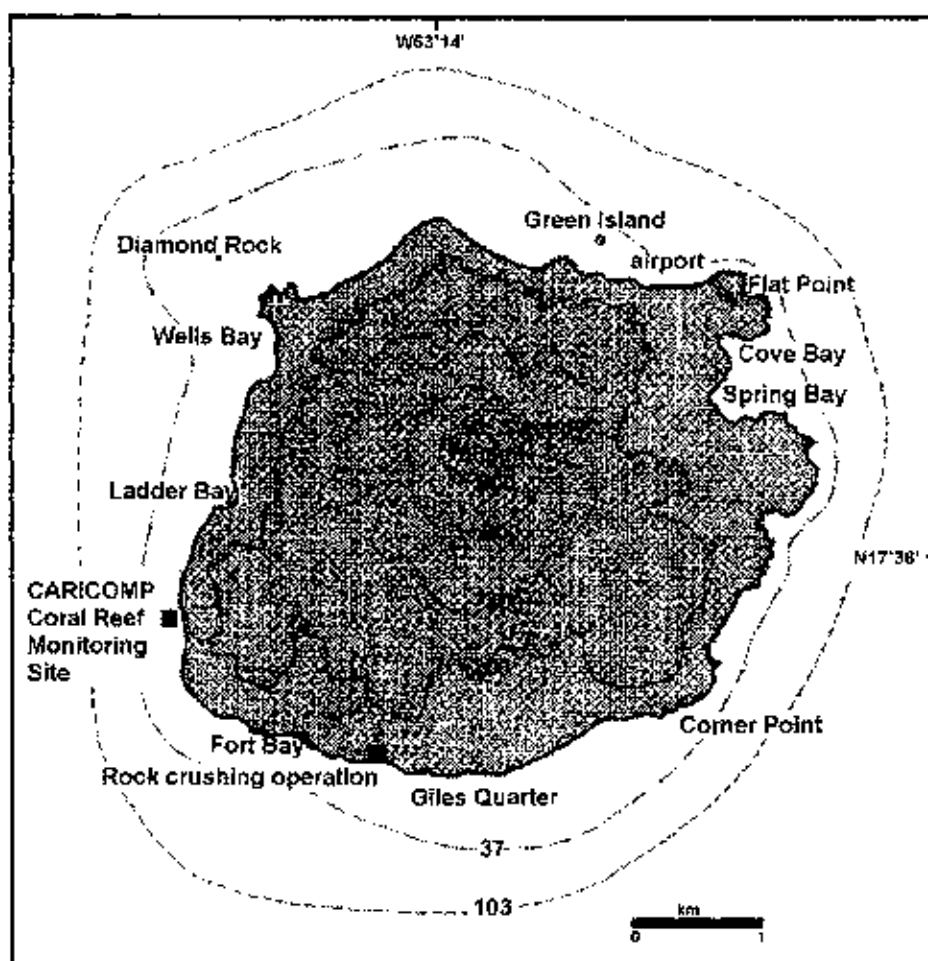 W63°14'
Green Island
Diamond Rock
airport
Flat Point
Wells Bay
Cove Bay
Spring Bay
Ladder Bay
N17°36'
CARICOMP
Coral Reef
Monitoring
Site
Corner Point
Fort Bay
Rock crushing operation
Giles Quarter
37
103
km
0 1